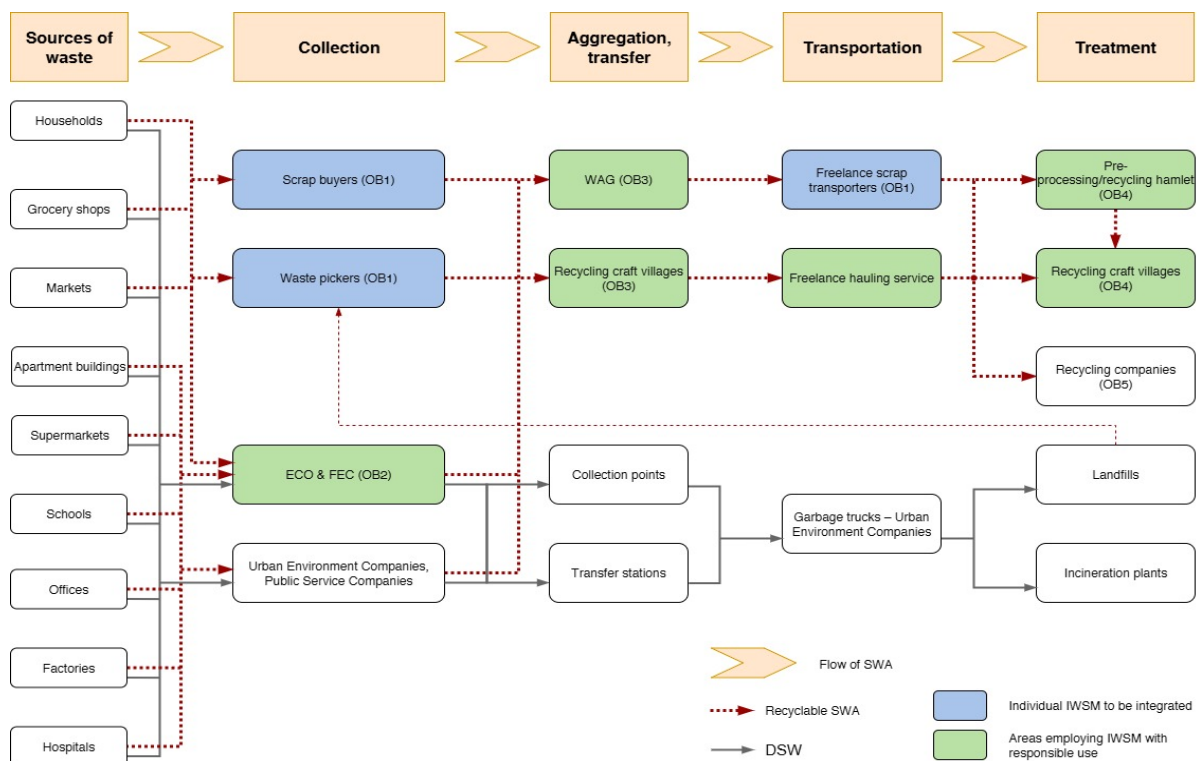 Sources of
waste
Collection
Aggregation,
transfer
Transportation
Treatment
Households
Grocery shops
Markets
Apartment buildings
Supermarkets
Schools
Offices
Factories
Hospitals
Scrap buyers (OB1)
Waste pickers (OB1)
ECO & FEC (OB2)
Urban Environment Companies,
Public Service Companies
WAG (OB3)
Recycling craft villages
(OB3)
Collection points
Transfer stations
Freelance scrap
transporters (OB1)
Freelance hauling service
Garbage trucks – Urban
Environment Companies
Pre-
processing/recycling hamlet
(OB4)
Recycling craft villages
(OB4)
Recycling companies
(OB5)
Landfills
Incineration plants
Flow of SWA
Recyclable SWA
DSW
Individual IWSM to be integrated
Areas employing IWSM with
responsible use